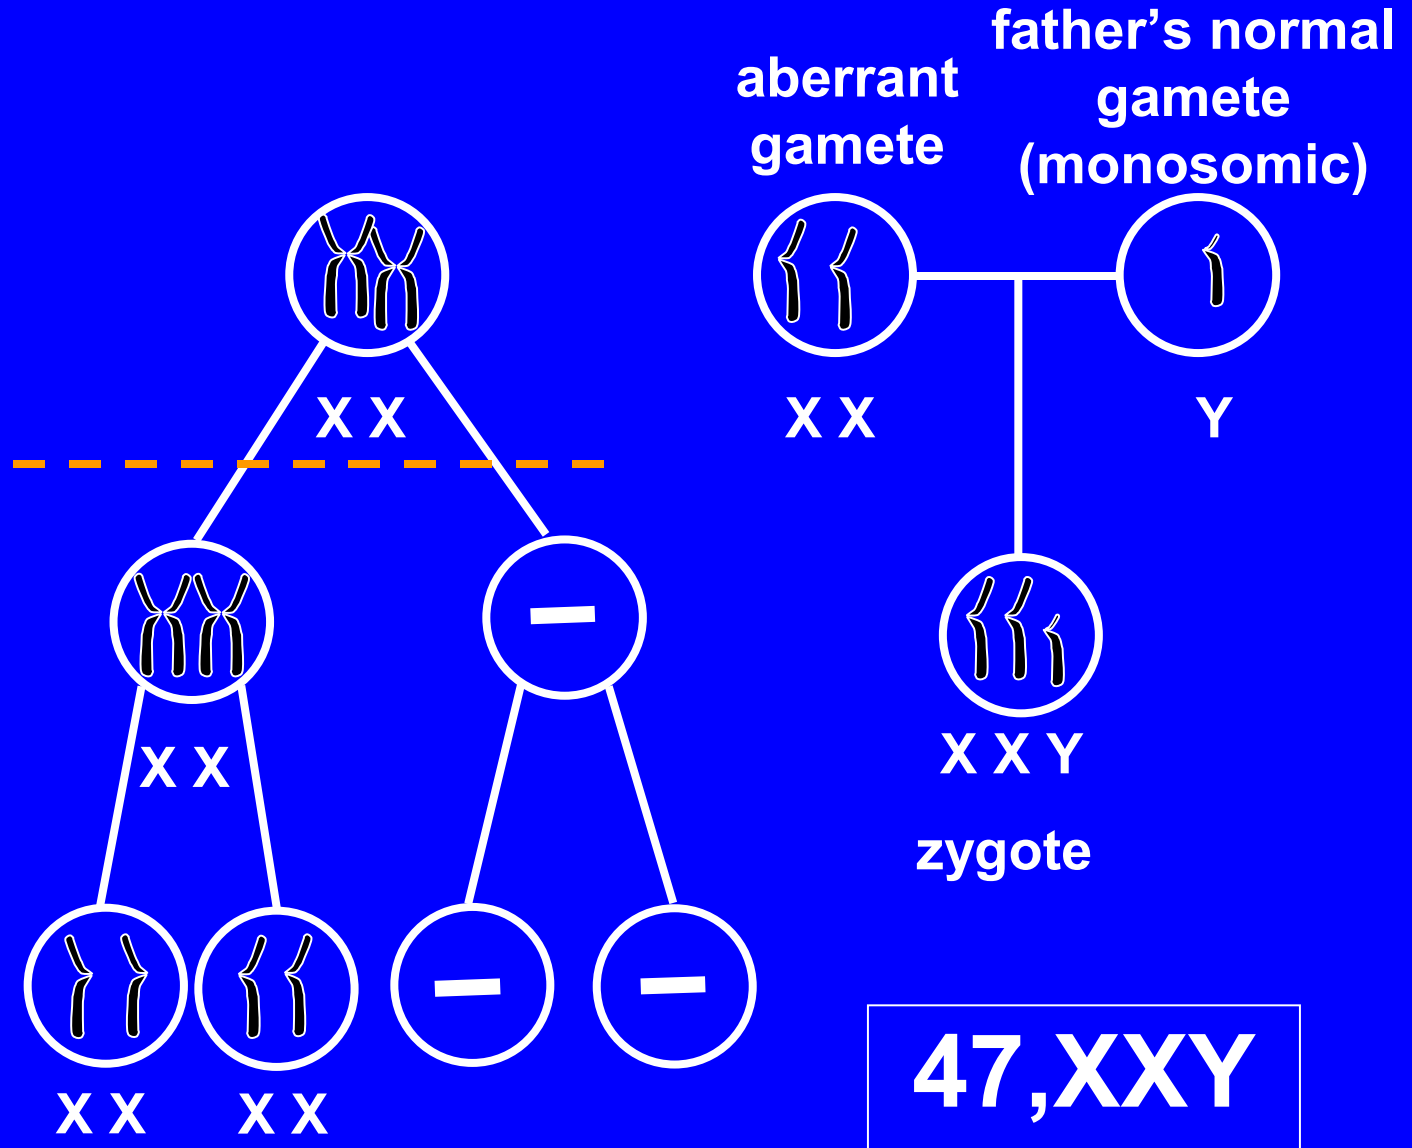 father’s normal
gamete
(monosomic)
aberrant
gamete
X X
X X
Y
X X
X X Y
zygote
X X
X X
47,XXY